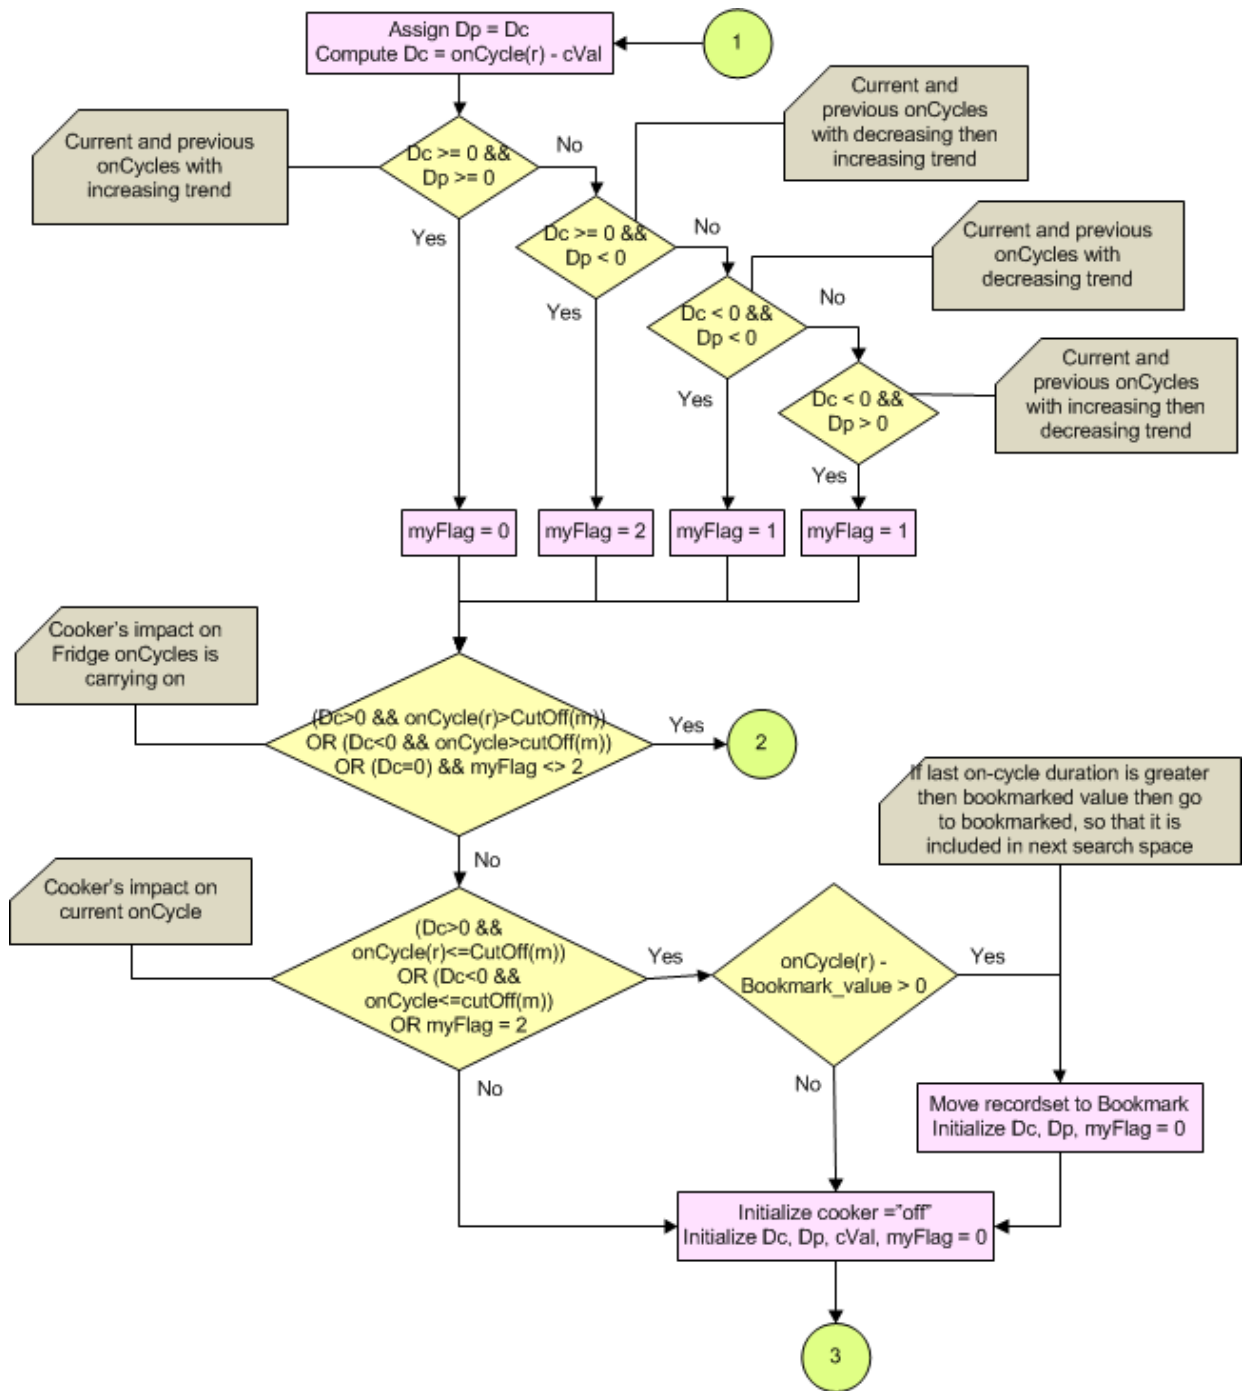 Assign Dp = Dc
Compute Dc = onCycle(r) - cVal
1
Current and previous
onCycles with
increasing trend
Dc >= 0 &&
Dp >= 0
No
Current and
previous onCycles
with decreasing then
increasing trend
Yes
Dc >= 0 &&
Dp < 0
No
Current and previous
onCycles with
decreasing trend
Yes
Dc < 0 &&
Dp < 0
No
Current and
previous onCycles
with increasing then
decreasing trend
Yes
Dc < 0 &&
Dp > 0
Yes
myFlag = 0
myFlag = 2
myFlag = 1
myFlag = 1
Cooker's impact on
Fridge onCycles is
carrying on
(Dc>0 && onCycle(r)>CutOff(m))
OR (Dc<0 && onCycle>cutOff(m))
OR (Dc=0) && myFlag <> 2
Yes
2
If last on-cycle duration is greater
then bookmarked value then go
to bookmarked, so that it is
included in next search space
No
Cooker's impact on
current onCycle
(Dc>0 &&
onCycle(r)<=CutOff(m))
OR (Dc<0 &&
onCycle<=cutOff(m))
OR myFlag = 2
Yes
onCycle(r) -
Bookmark_value > 0
Yes
No
No
Move recordset to Bookmark
Initialize Dc, Dp, myFlag = 0
Initialize cooker ="off"
Initialize Dc, Dp, cVal, myFlag = 0
3